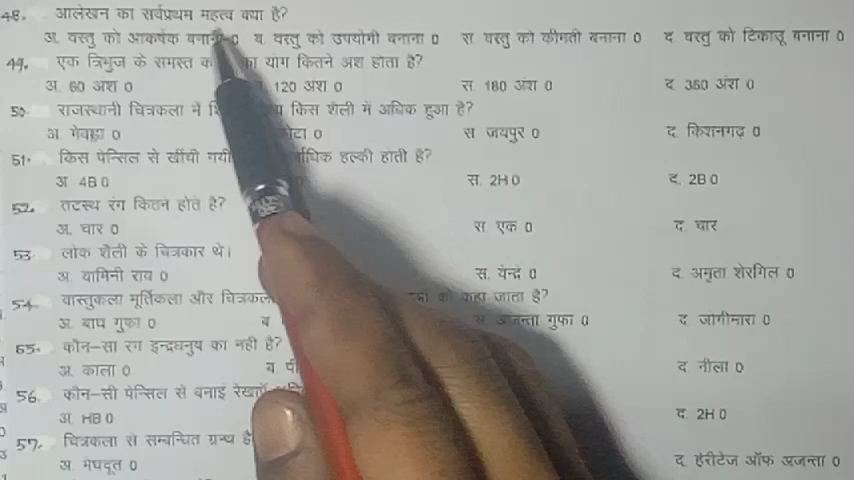 48. आलेखन का सर्वप्रथम महत्व क्या है?
अ. वस्तु को आकर्षक बनाना 0 ब. वस्तु को उपयोगी बनाना 0 स. वस्तु को कीमती बनाना 0 द. वस्तु को टिकाऊ बनाना 0
49. एक त्रिभुज के समस्त का योग कितने अंश होता है?
अ. 60 अंश 0 120 अंश 0 स. 180 अंश 0 द. 360 अंश 0
50. राजस्थानी चित्रकला में किस शैली में अधिक हुआ है?
अ. मेवाड़ा 0 स जयपुर 0 द. किशनगढ़ 0
51. किस पेन्सिल से खींची गयी हल्की होती है?
अ 4B 0 स. 2H 0 द. 2B 0
52. तटस्थ रंग कितने होते है?
अ. चार 0 स एक 0 द चार
53. लोक शैली के चित्रकार थे।
अ. यामिनी राय 0 स. येन्द्रे 0 द. अमृता शेरगिल 0
54. वास्तुकला मूर्तिकला और को कहा जाता है?
अ. बाघ गुफा 0 ब स अजन्ता गुफा 0 द जोगीमारा 0
55. कौन-सा रंग इन्द्रधनुष का नही है?
अ. काला 0 ब. द नीला 0
56. कौन-सी पेन्सिल से बनाई
अ. HB 0 द. 2H 0
57. चित्रकला से सम्बन्धित ग्रन्थ है
अ. मेघदूत 0 द. हेरीटेज ऑफ अजन्ता 0